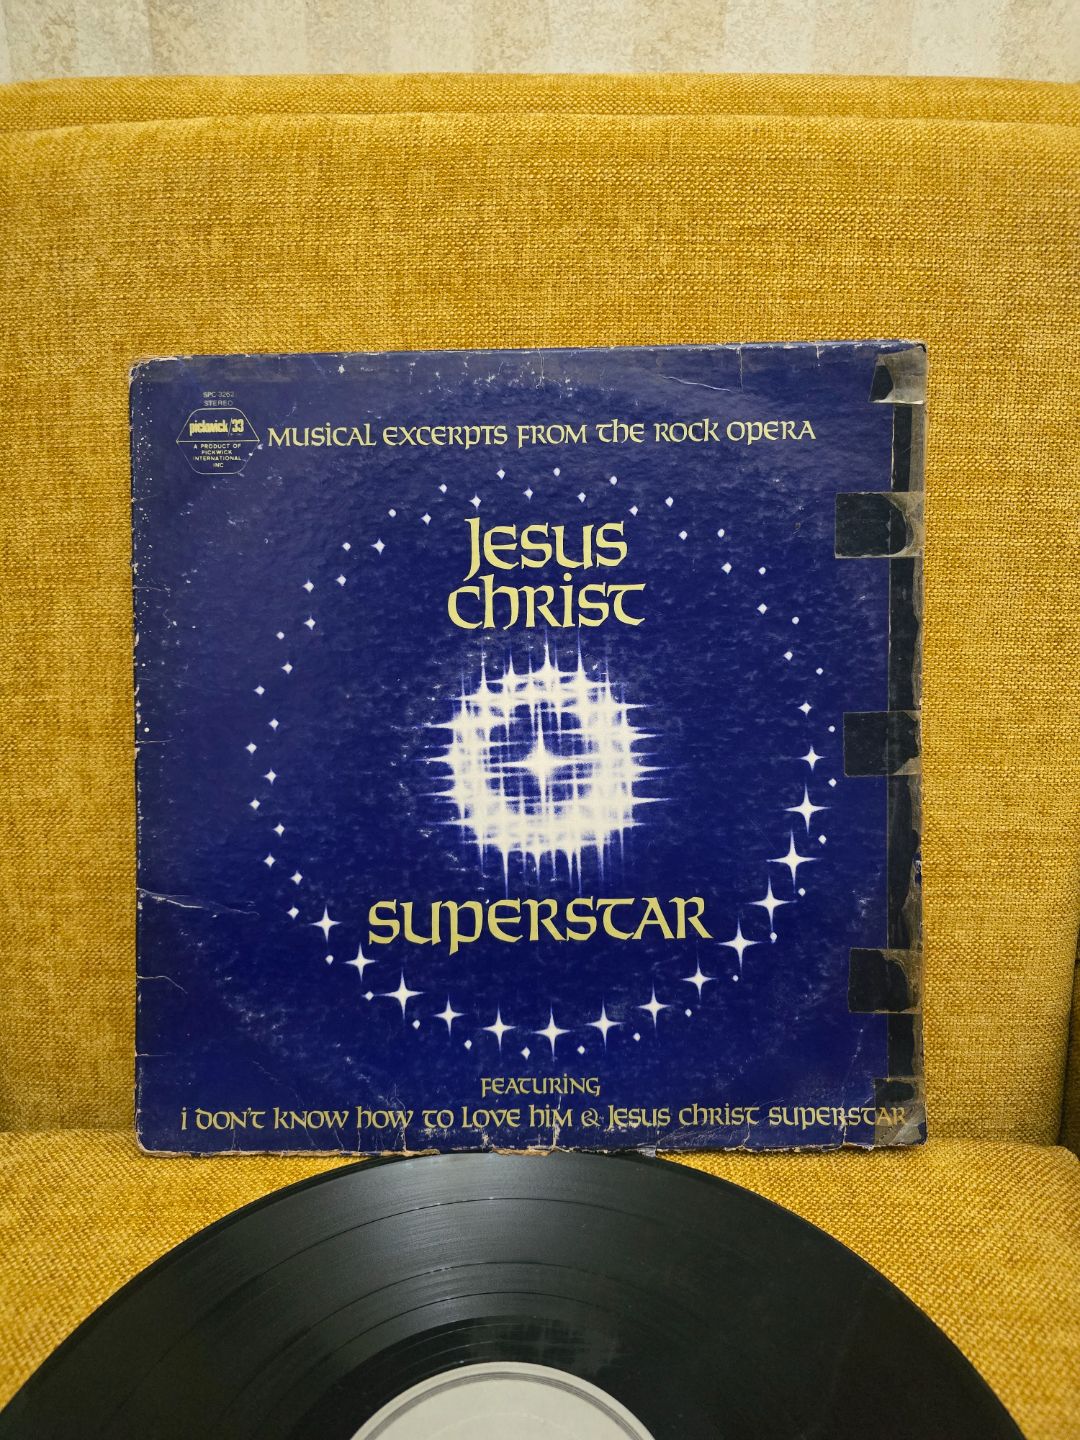 SPC-3262
STEREO
pickwick/33
A PRODUCT OF
PICKWICK
INTERNATIONAL
INC
MUSICAL EXCERPTS FROM THE ROCK OPERA
JESUS
CHRIST
SUPERSTAR
FEATURING
I DON'T KNOW HOW TO LOVE HIM & JESUS CHRIST SUPERSTAR